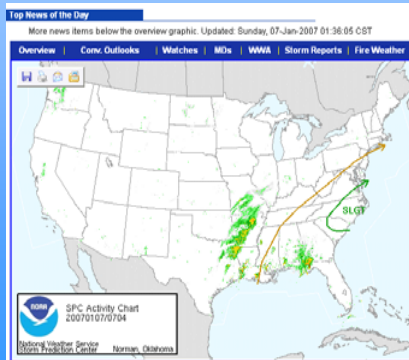 Top News of the Day
More news items below the overview graphic. Updated: Sunday, 07-Jan-2007 01:36:05 CST
Overview | Conv. Outlooks | Watches | MDs | WWA | Storm Reports | Fire Weather
SLGT
NOAA
SPC Activity Chart
20070107/0704
National Weather Service
Storm Prediction Center Norman, Oklahoma